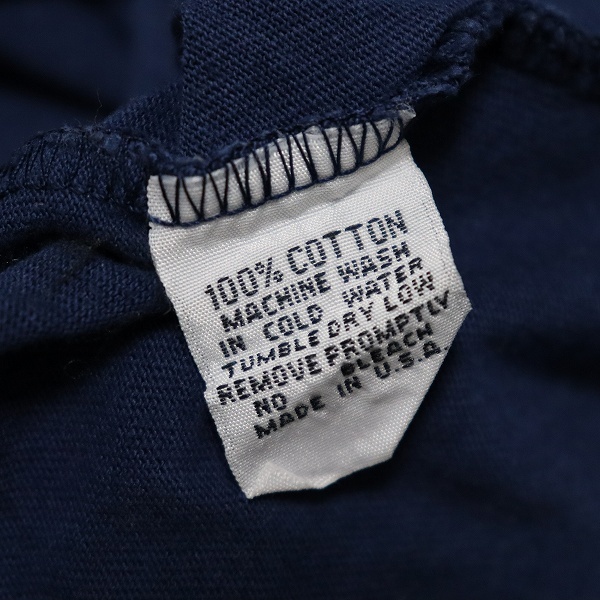 100% COTTON
MACHINE WASH
IN COLD WATER
TUMBLE DRY LOW
REMOVE PROMPTLY
NO BLEACH
MADE IN U.S.A.